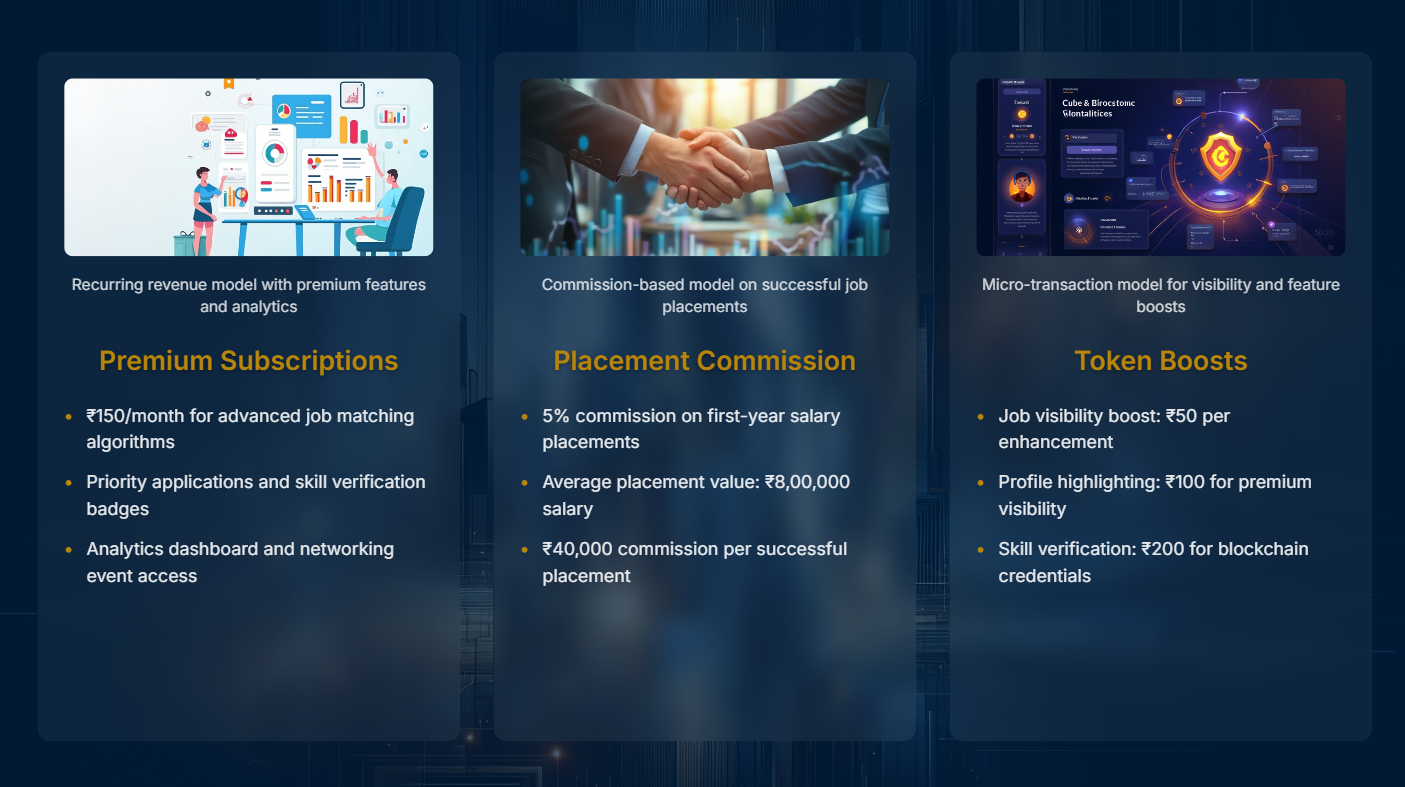 Cube & Birocstomc
Montaltitices
Recurring revenue model with premium features
and analytics
Premium Subscriptions
• ₹150/month for advanced job matching
algorithms
• Priority applications and skill verification
badges
• Analytics dashboard and networking
event access
Commission-based model on successful job
placements
Placement Commission
• 5% commission on first-year salary
placements
• Average placement value: ₹8,00,000
salary
• ₹40,000 commission per successful
placement
Micro-transaction model for visibility and feature
boosts
Token Boosts
• Job visibility boost: ₹50 per
enhancement
• Profile highlighting: ₹100 for premium
visibility
• Skill verification: ₹200 for blockchain
credentials